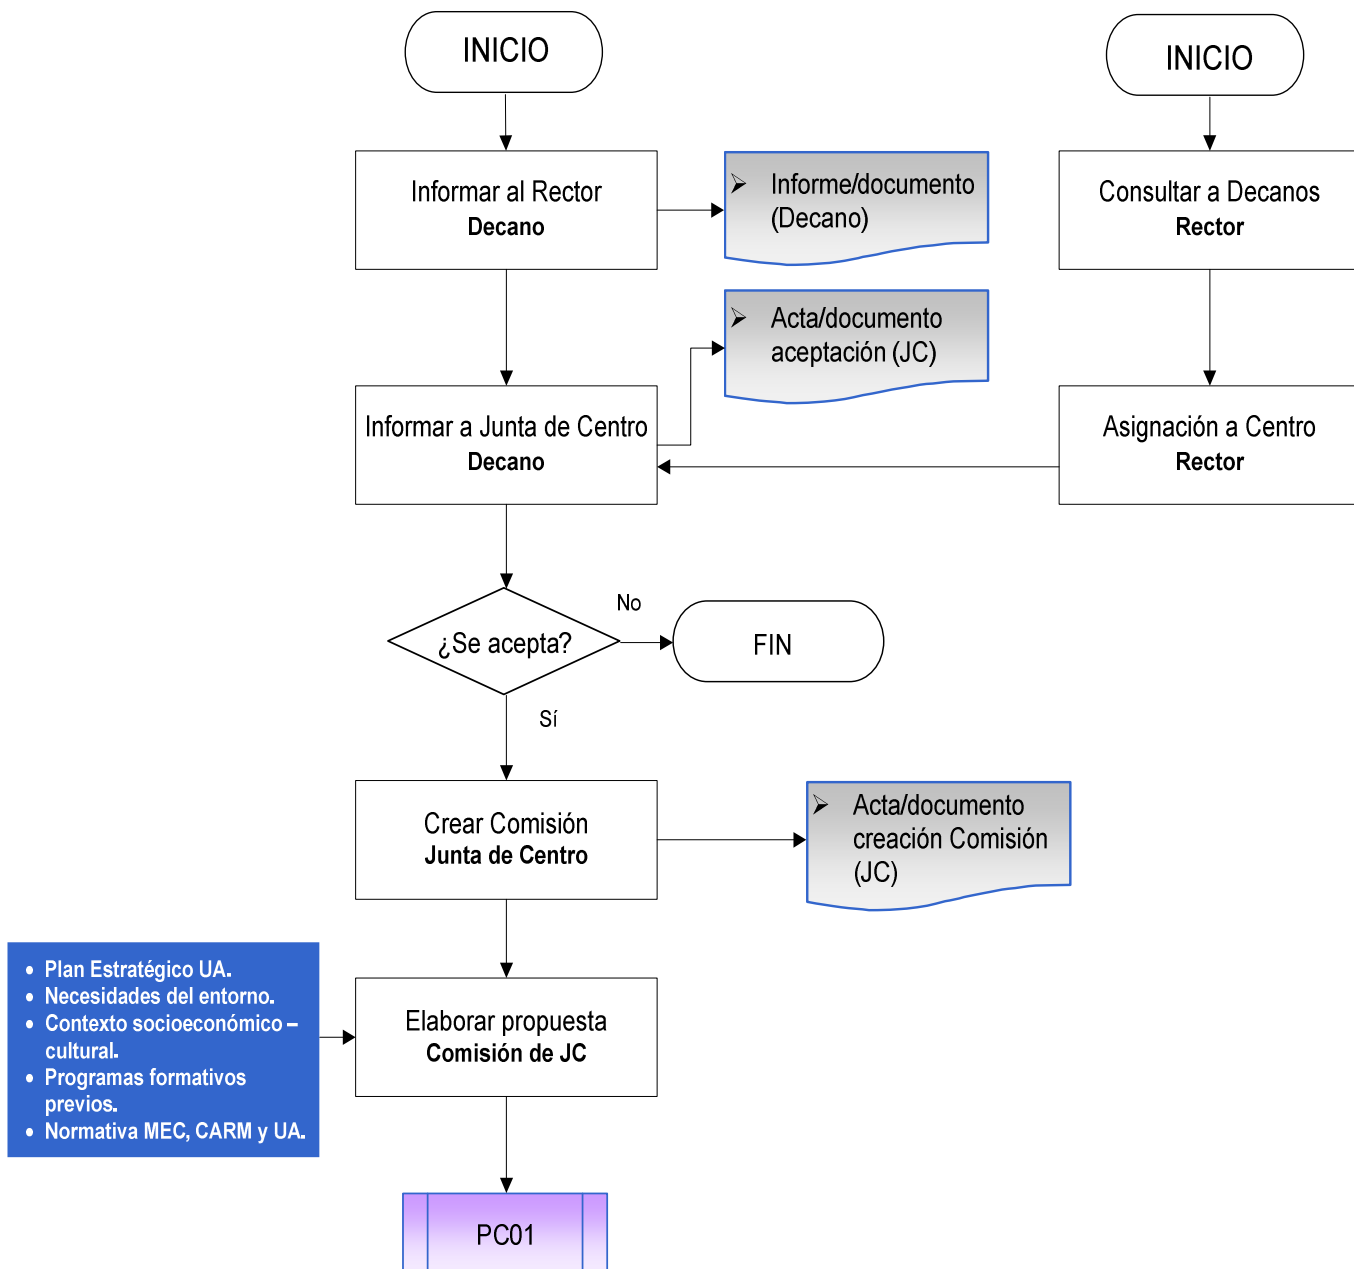 INICIO
INICIO
Informar al Rector
Decano
➢ Informe/documento
(Decano)
Consultar a Decanos
Rector
➢ Acta/documento
aceptación (JC)
Informar a Junta de Centro
Decano
Asignación a Centro
Rector
¿Se acepta?
No
FIN
Sí
Crear Comisión
Junta de Centro
➢ Acta/documento
creación Comisión
(JC)
• Plan Estratégico UA.
• Necesidades del entorno.
• Contexto socioeconómico –
cultural.
• Programas formativos
previos.
• Normativa MEC, CARM y UA.
Elaborar propuesta
Comisión de JC
PC01